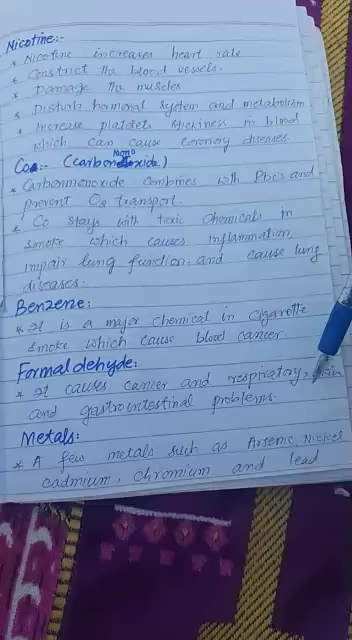 Nicotine:-
* Nicotine increases heart rate
* Constrict the blood vessels.
* Damage the muscles
* Disturb hormonal system and metabolism
* Increase platelets stickiness in blood
which can cause coronary diseases.
Co:- (carbon monoxide)
* Carbonmonoxide combines with Rbcs and
prevent O2 transport.
* Co stays with toxic chemicals in
smoke which causes inflammation,
impair lung function, and cause lung
diseases.
Benzene:
* It is a major chemical in cigarette
smoke which cause blood cancer.
Formaldehyde:
* It causes cancer and respiratory, skin
and gastrointestinal problems.
Metals:
* A few metals such as Arsenic, Nickel
cadmium, chromium and lead